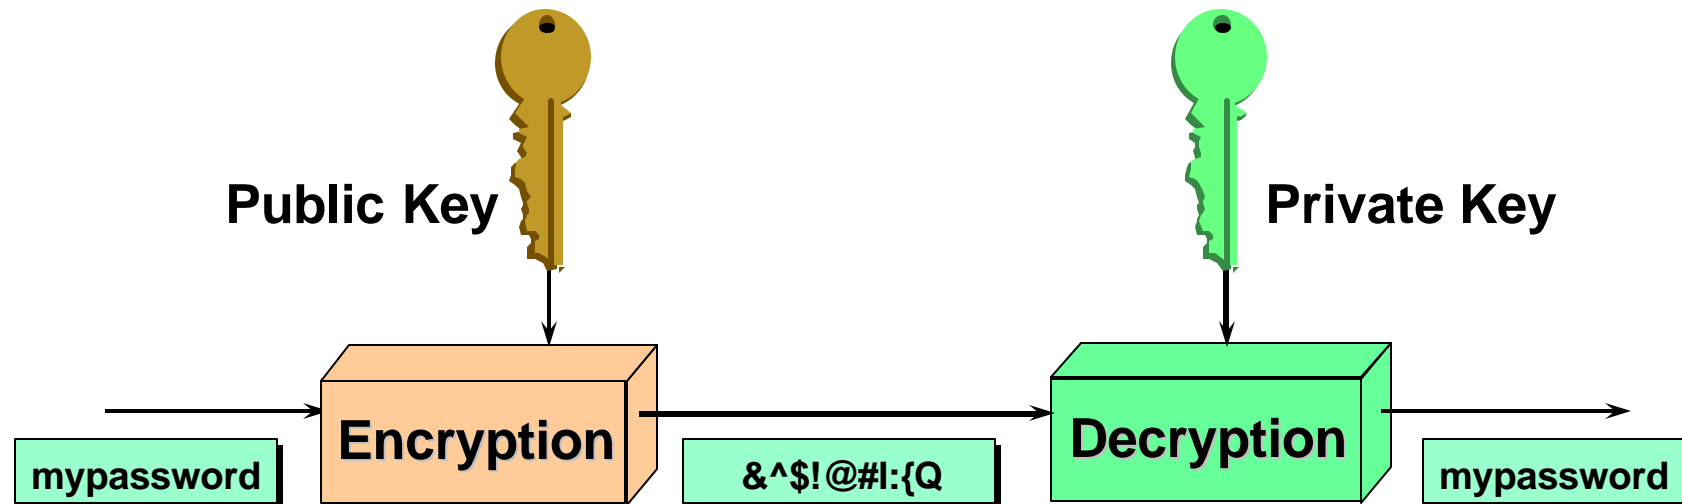 Public Key
Private Key
Encryption
Decryption
mypassword
&^$!@#l:{Q
mypassword